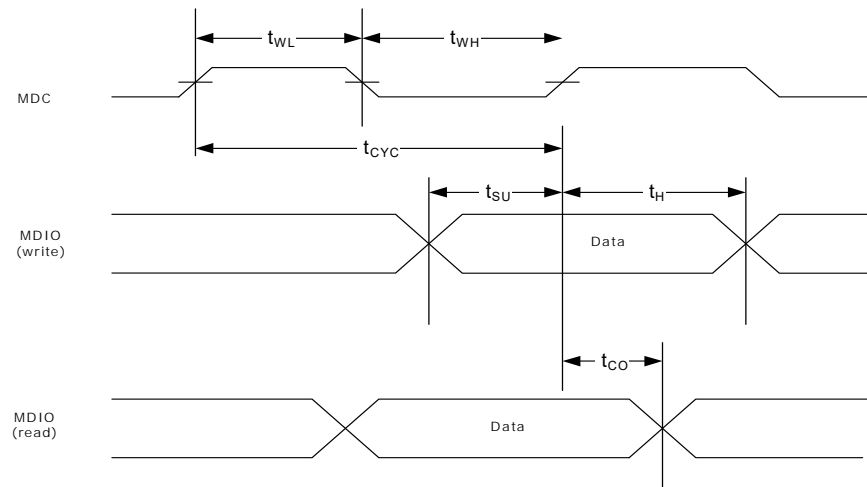 tWL
tWH
MDC
tCYC
tSU
tH
MDIO
(write)
Data
tCO
MDIO
(read)
Data